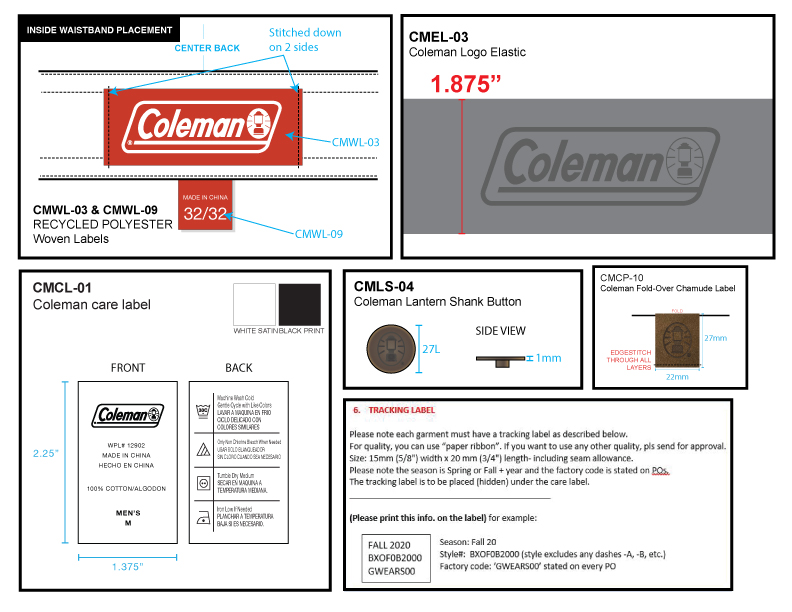 INSIDE WAISTBAND PLACEMENT
CENTER BACK
Stitched down
on 2 sides
Coleman
®
CMWL-03
MADE IN CHINA
32/32
CMWL-09
CMWL-03 & CMWL-09
RECYCLED POLYESTER
Woven Labels
CMEL-03
Coleman Logo Elastic
1.875”
Coleman
CMCL-01
Coleman care label
WHITE SATIN BLACK PRINT
FRONT
BACK
2.25"
1.375"
Coleman
WPL# 12902
MADE IN CHINA
HECHO EN CHINA
100% COTTON/ALGODON
MEN'S
M
30C
Machine Wash Cold
Gentle Cycle with Like Colors
LAVAR A MAQUINA EN FRIO
CICLO DELICADO CON
COLORES SIMILARES
Only Non Chlorine Bleach When Needed
USAR SOLO BLANQUEADOR
SIN CLORO CUANDO SEA NECESARIO
Tumble Dry Medium
SECAR EN MAQUINA A
TEMPERATURA MEDIANA.
Iron Low If Needed
PLANCHAR A TEMPERATURA
BAJA SI ES NECESARIO.
CMLS-04
Coleman Lantern Shank Button
27L
SIDE VIEW
1mm
CMCP-10
Coleman Fold-Over Chamude Label
FOLD
27mm
EDGESTITCH
THROUGH ALL
LAYERS
22mm
6. TRACKING LABEL
Please note each garment must have a tracking label as described below.
For quality, you can use “paper ribbon”. If you want to use any other quality, pls send for approval.
Size: 15mm (5/8") width x 20 mm (3/4") length- including seam allowance.
Please note the season is Spring or Fall + year and the factory code is stated on POs.
The tracking label is to be placed (hidden) under the care label.
(Please print this info. on the label) for example:
FALL 2020
BXOF0B2000
GWEARS00
Season: Fall 20
Style#: BXOF0B2000 (style excludes any dashes -A, -B, etc.)
Factory code: ‘GWEARS00’ stated on every PO